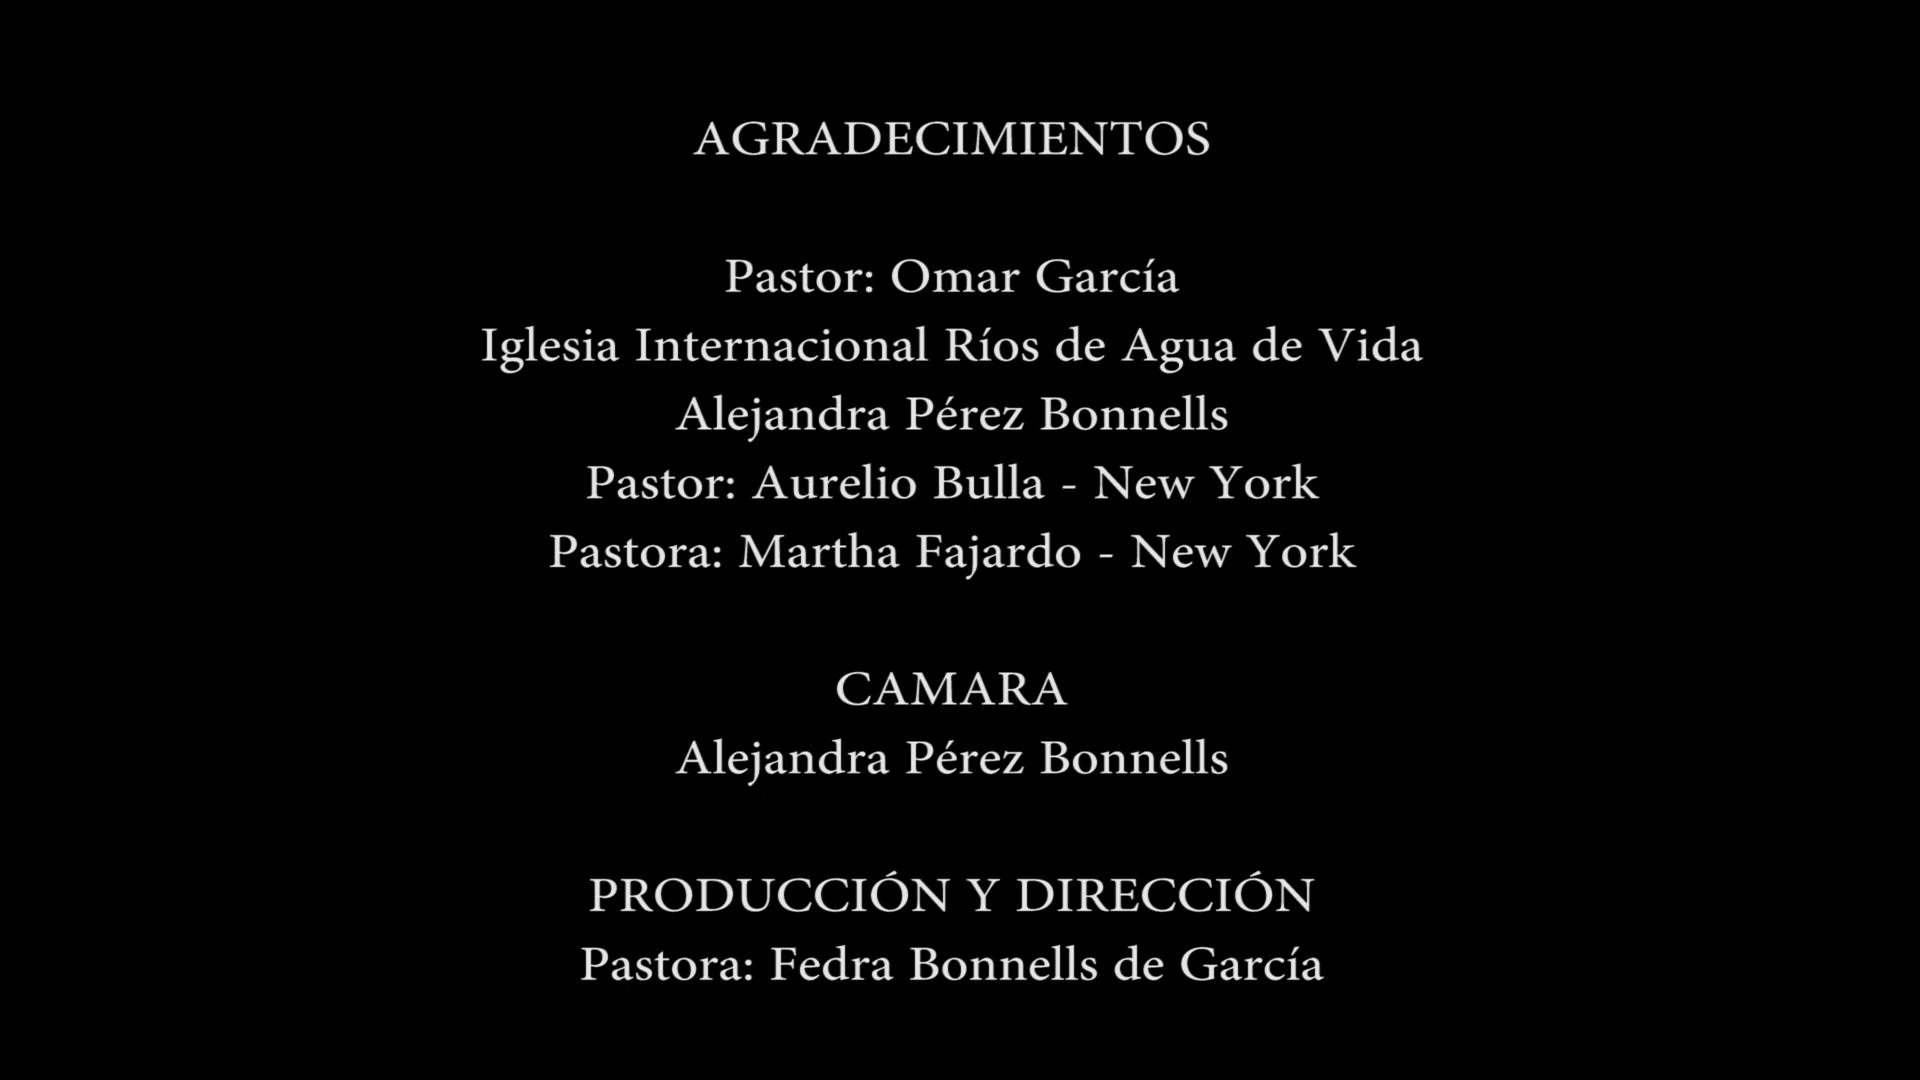 AGRADECIMIENTOS
Pastor: Omar García
Iglesia Internacional Ríos de Agua de Vida
Alejandra Pérez Bonnells
Pastor: Aurelio Bulla - New York
Pastora: Martha Fajardo - New York
CAMARA
Alejandra Pérez Bonnells
PRODUCCIÓN Y DIRECCIÓN
Pastora: Fedra Bonnells de García